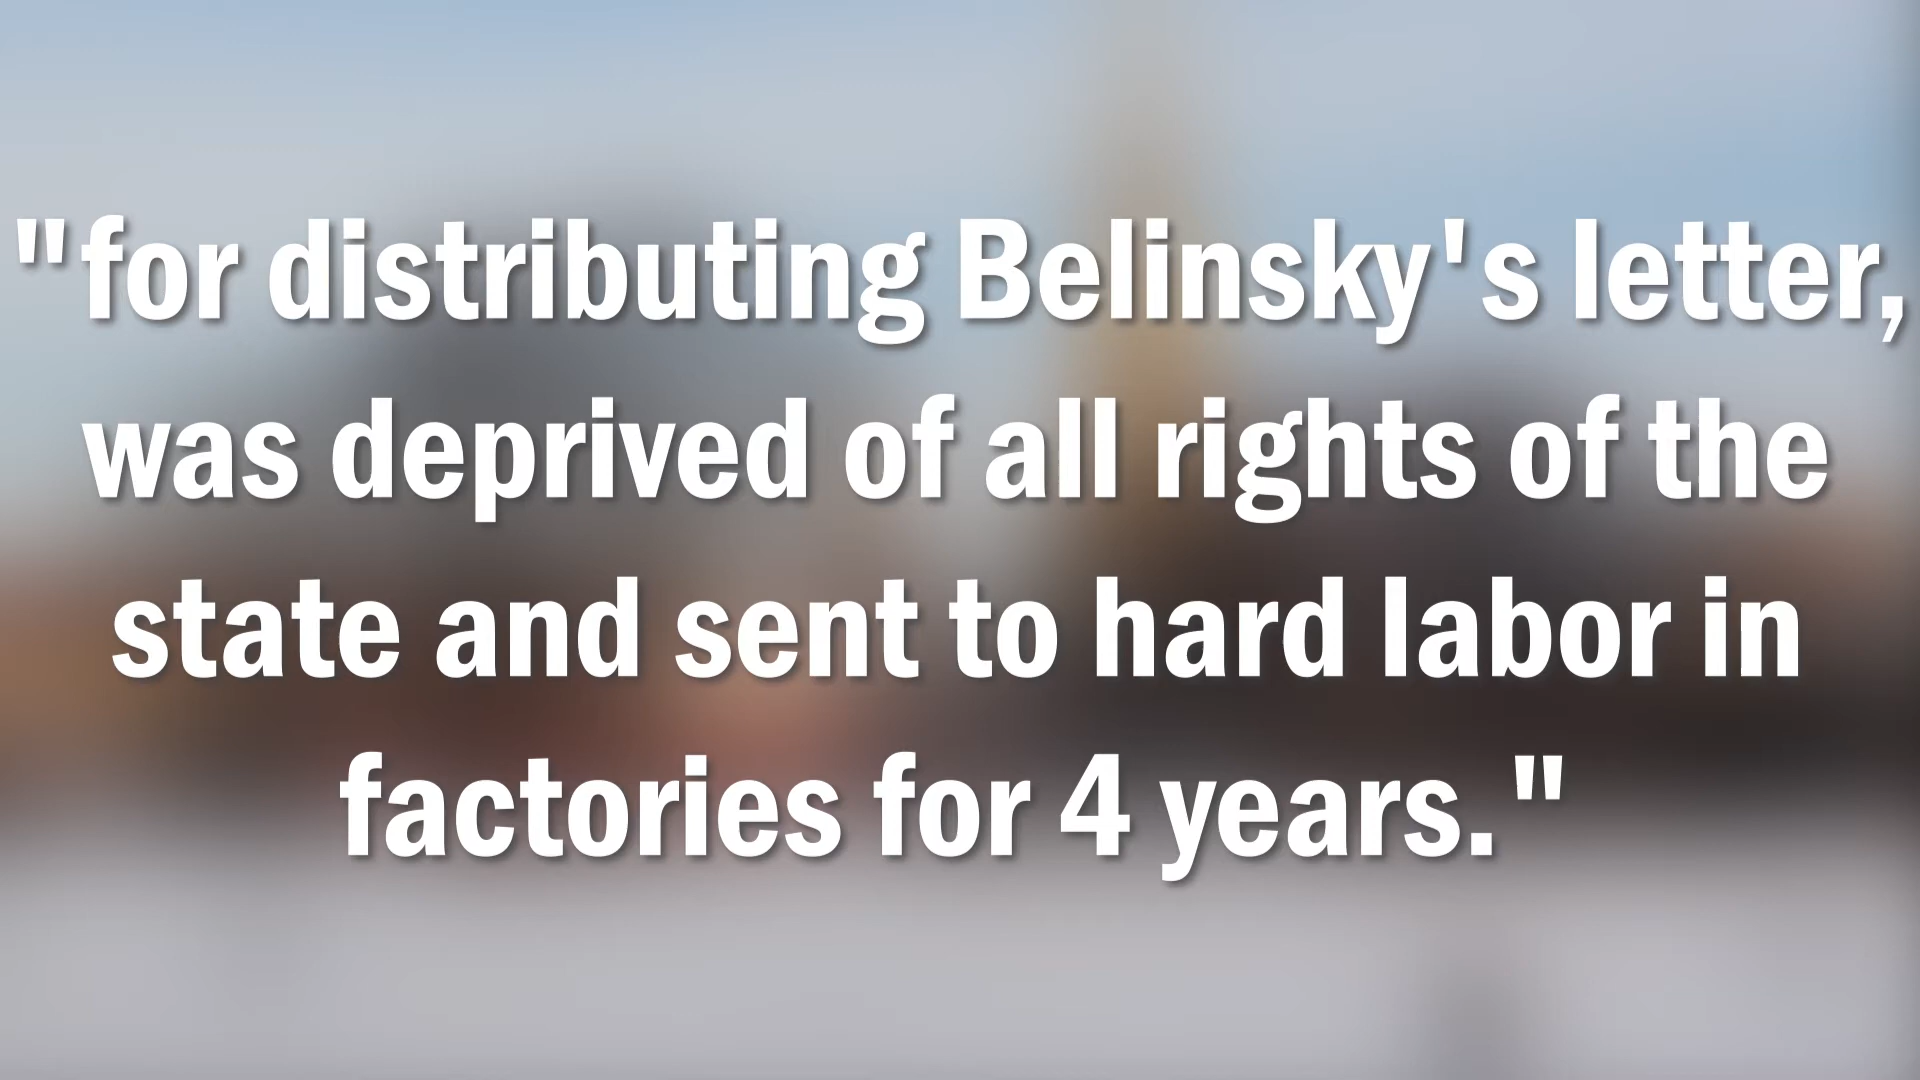 "for distributing Belinsky's letter,
was deprived of all rights of the
state and sent to hard labor in
factories for 4 years."